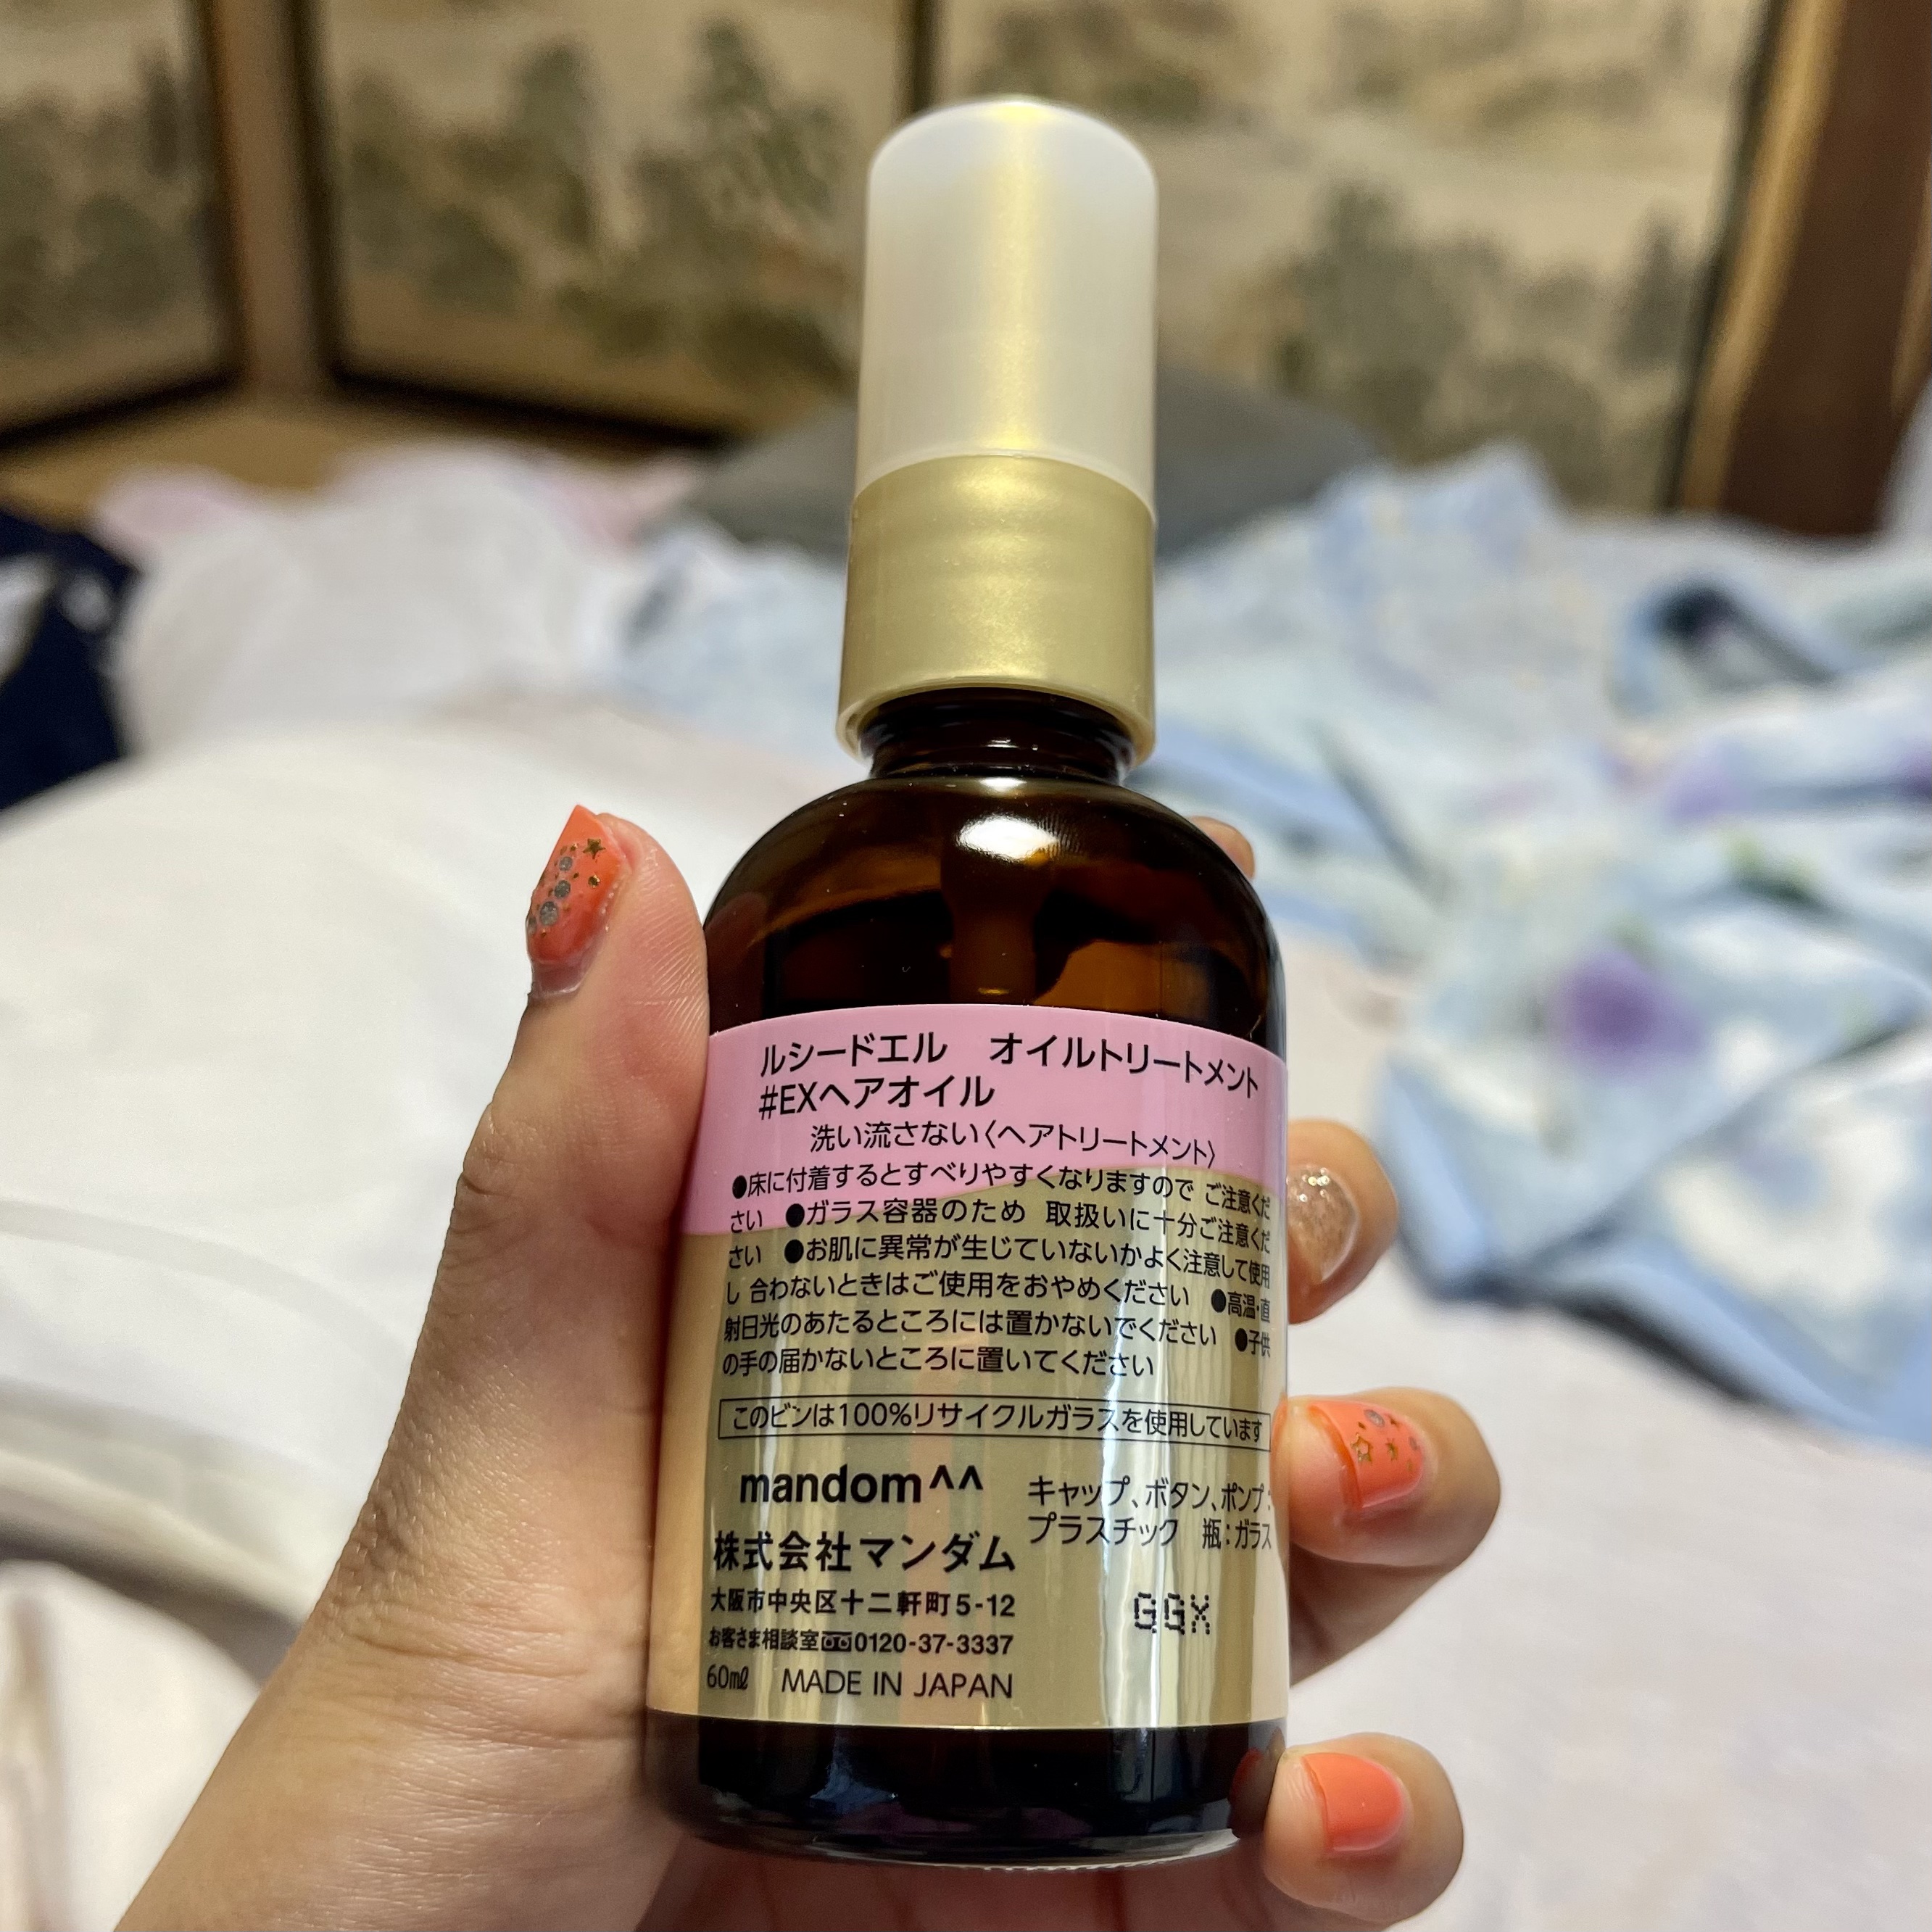 ルシードエル オイルトリートメント
#EXヘアオイル
洗い流さない〈ヘアトリートメント〉
●床に付着するとすべりやすくなりますので ご注意くだ
さい ●ガラス容器のため 取扱いに十分ご注意くだ
さい ●お肌に異常が生じていないかよく注意して使用
し 合わないときはご使用をおやめください ●高温・直
射日光のあたるところには置かないでください ●子供
の手の届かないところに置いてください
このビンは100%リサイクルガラスを使用しています
mandom^^
株式会社マンダム
大阪市中央区十二軒町5-12
お客さま相談室 0120-37-3337
60ml MADE IN JAPAN
キャップ、ボタン、ポンプ:
プラスチック 瓶:ガラス
GGX